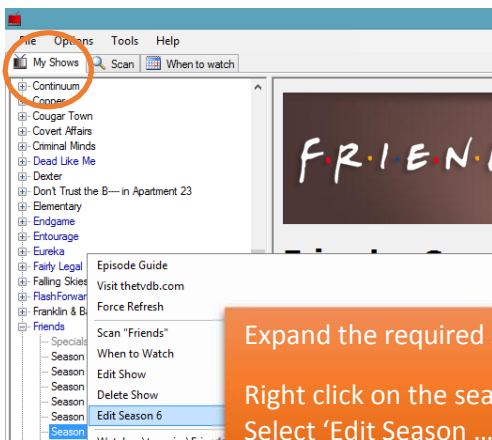 File Options Tools Help
My Shows Scan When to watch
Continuum
Copper
Cougar Town
Covert Affairs
Criminal Minds
Dead Like Me
Dexter
Don't Trust the B---- in Apartment 23
Elementary
Endgame
Entourage
Eureka
Fairly Legal
Falling Skies
FlashForwar
Franklin & B
Friends
Specials
Season
Season
Season
Season
Season
Season
Episode Guide
Visit thetvdb.com
Force Refresh
Scan "Friends"
When to Watch
Edit Show
Delete Show
Edit Season 6
F·R·I·E·N·
Expand the required
Right click on the sea
Select 'Edit Season ...